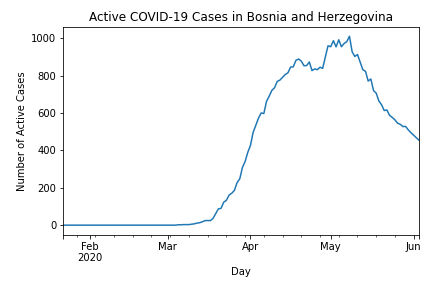 Active COVID-19 Cases in Bosnia and Herzegovina
Number of Active Cases
1000
800
600
400
200
0
Feb
2020
Mar
Apr
May
Jun
Day